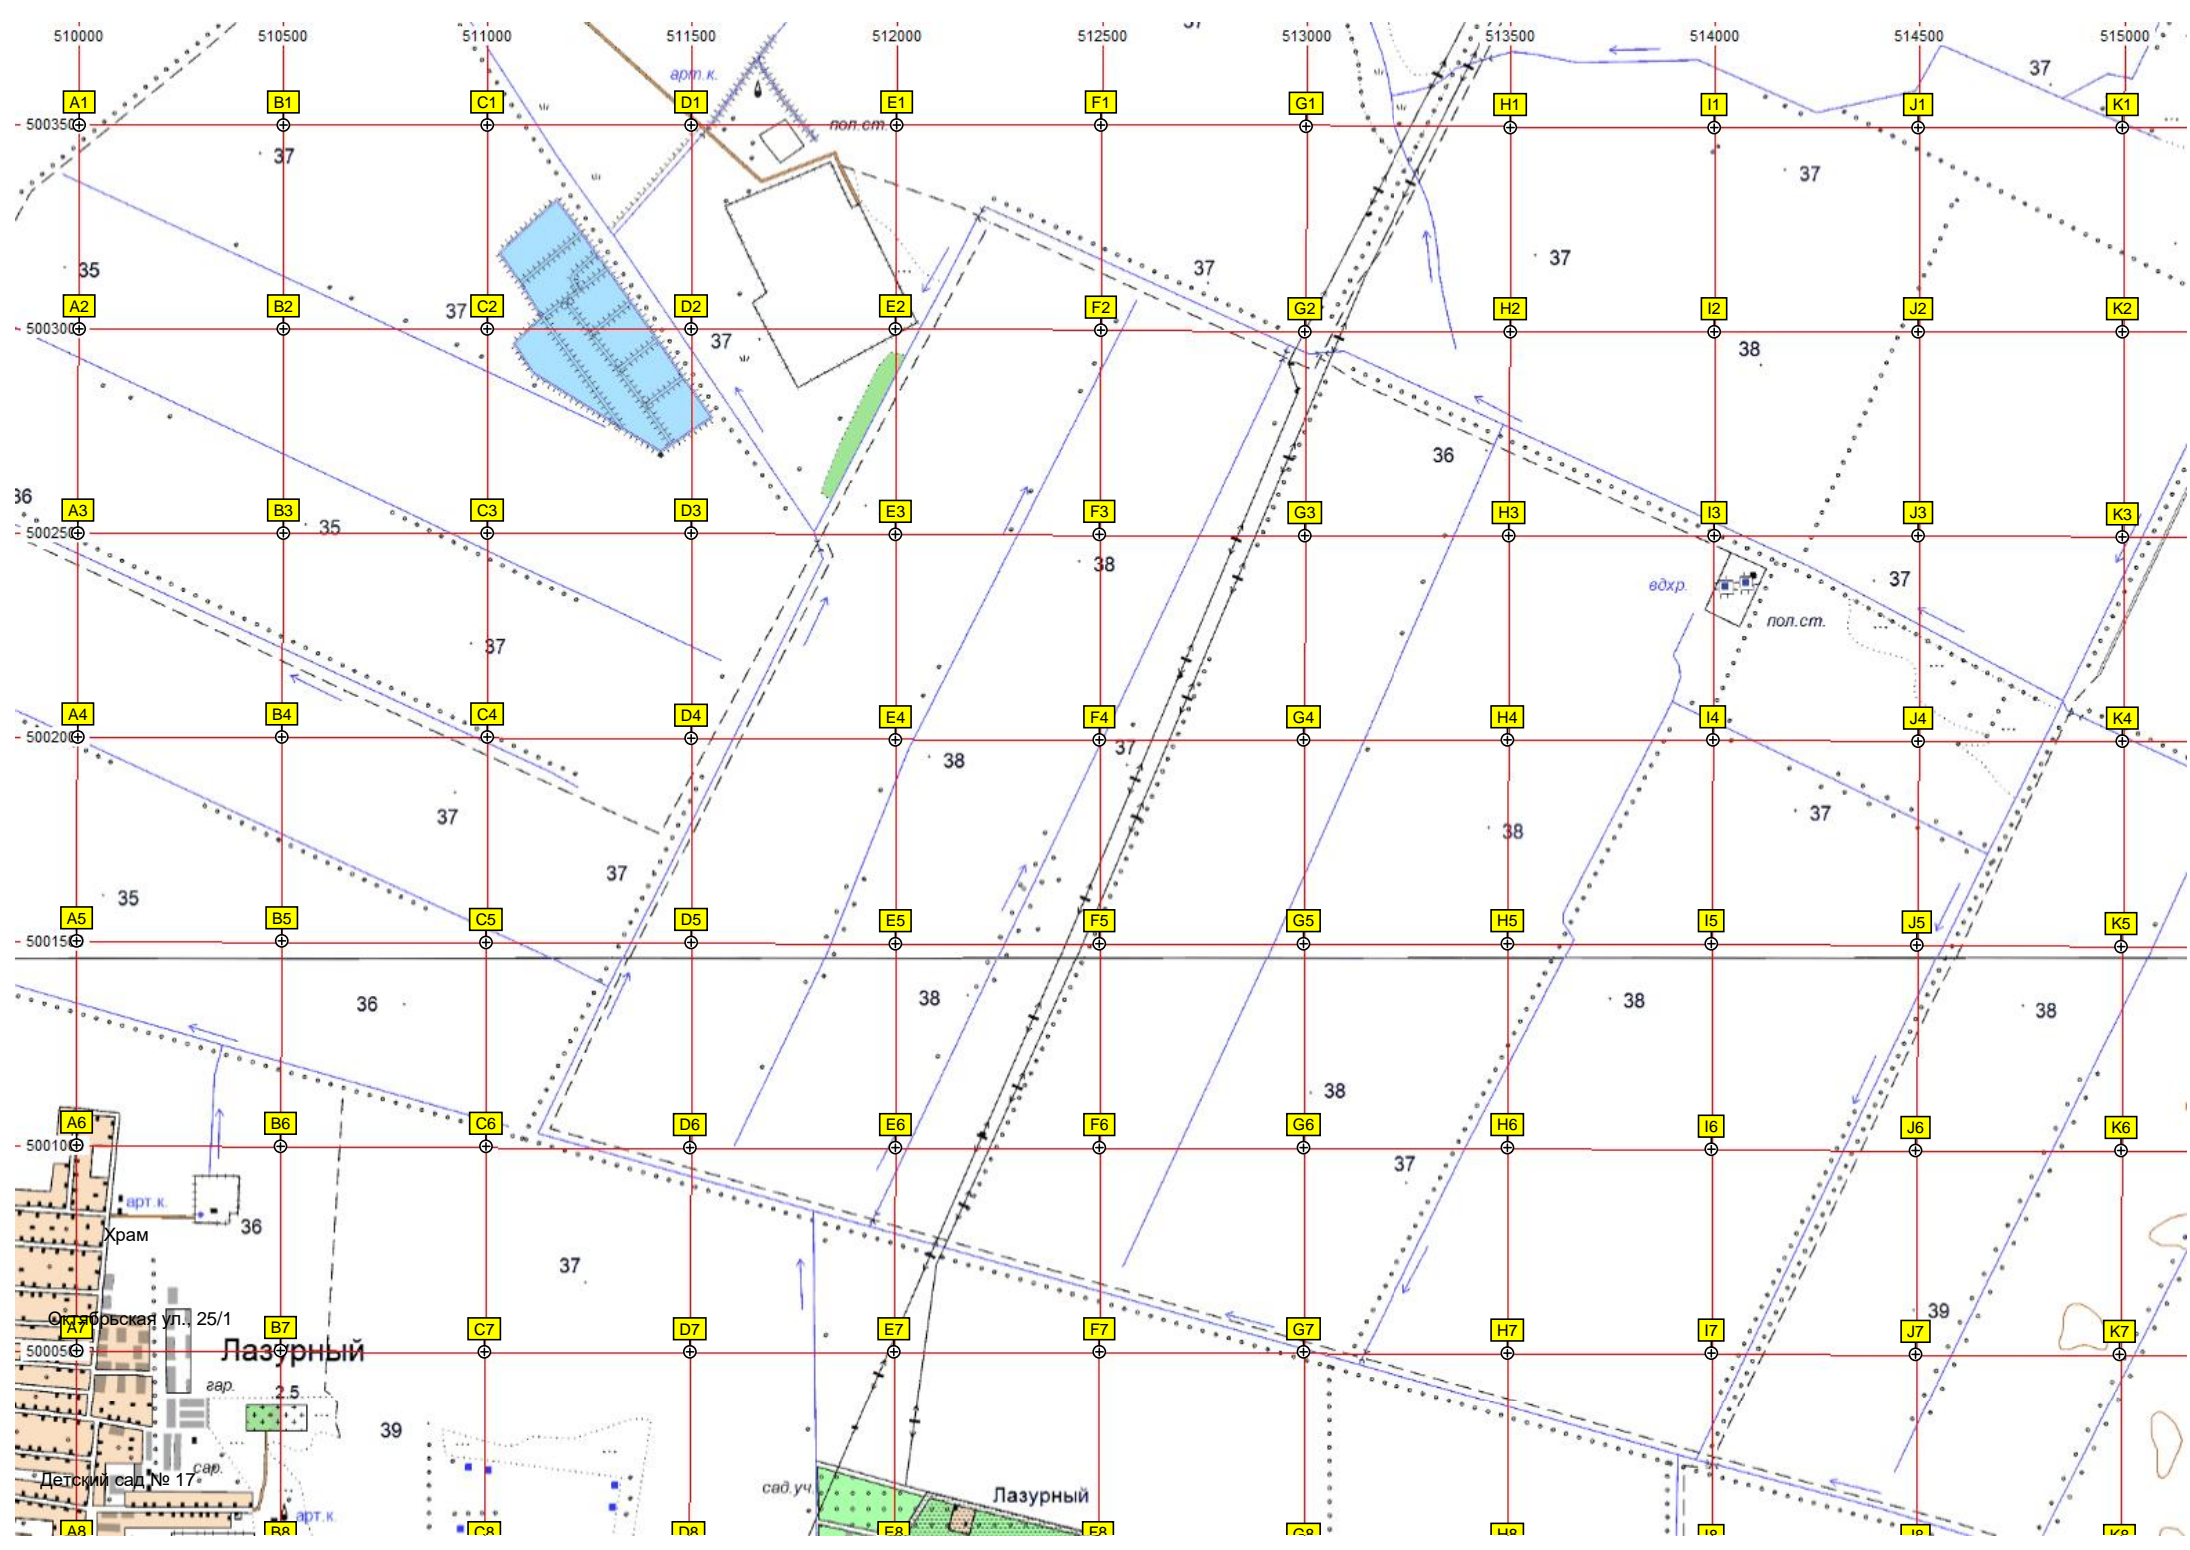 37
510000 510500 511000 511500 512000 512500 513000 513500 514000 514500 515000
арт.к. 37
A1 B1 C1 D1 E1 F1 G1 H1 I1 J1 K1
500350 пол.ст.
37 37
35 37 37
A2 B2 C2 D2 E2 F2 G2 H2 I2 J2 K2
37
500300 37 38
36 36
A3 B3 C3 D3 E3 F3 G3 H3 I3 J3 K3
500250 35
38 вдхр. 37
37 пол.ст.
A4 B4 C4 D4 E4 F4 G4 H4 I4 J4 K4
500200 38 37
37 38 37
35 37
A5 B5 C5 D5 E5 F5 G5 H5 I5 J5 K5
500150
36 38 38 38
38
A6 B6 C6 D6 E6 F6 G6 H6 I6 J6 K6
500100 37
арт.к.
Храм 36
37
Октябрьская ул., 25/1 39
A7 B7 C7 D7 E7 F7 G7 H7 I7 J7 K7
50005 Лазурный
гар. 2.5
39
сар.
Детский сад № 17 сад.уч. Лазурный
арт.к.
A8 B8 C8 D8 E8 F8 G8 H8 I8 J8 K8